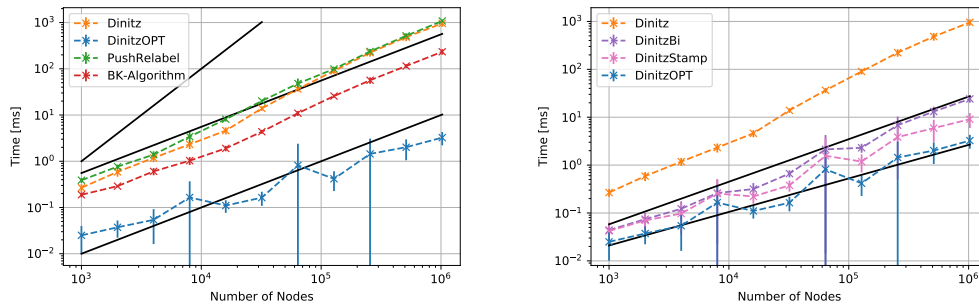 10³
10²
10¹
10⁰
10⁻¹
10⁻²
Time [ms]
Dinitz
DinitzOPT
PushRelabel
BK-Algorithm
10³
10⁴
10⁵
10⁶
Number of Nodes
10³
10²
10¹
10⁰
10⁻¹
10⁻²
Time [ms]
Dinitz
DinitzBi
DinitzStamp
DinitzOPT
10³
10⁴
10⁵
10⁶
Number of Nodes